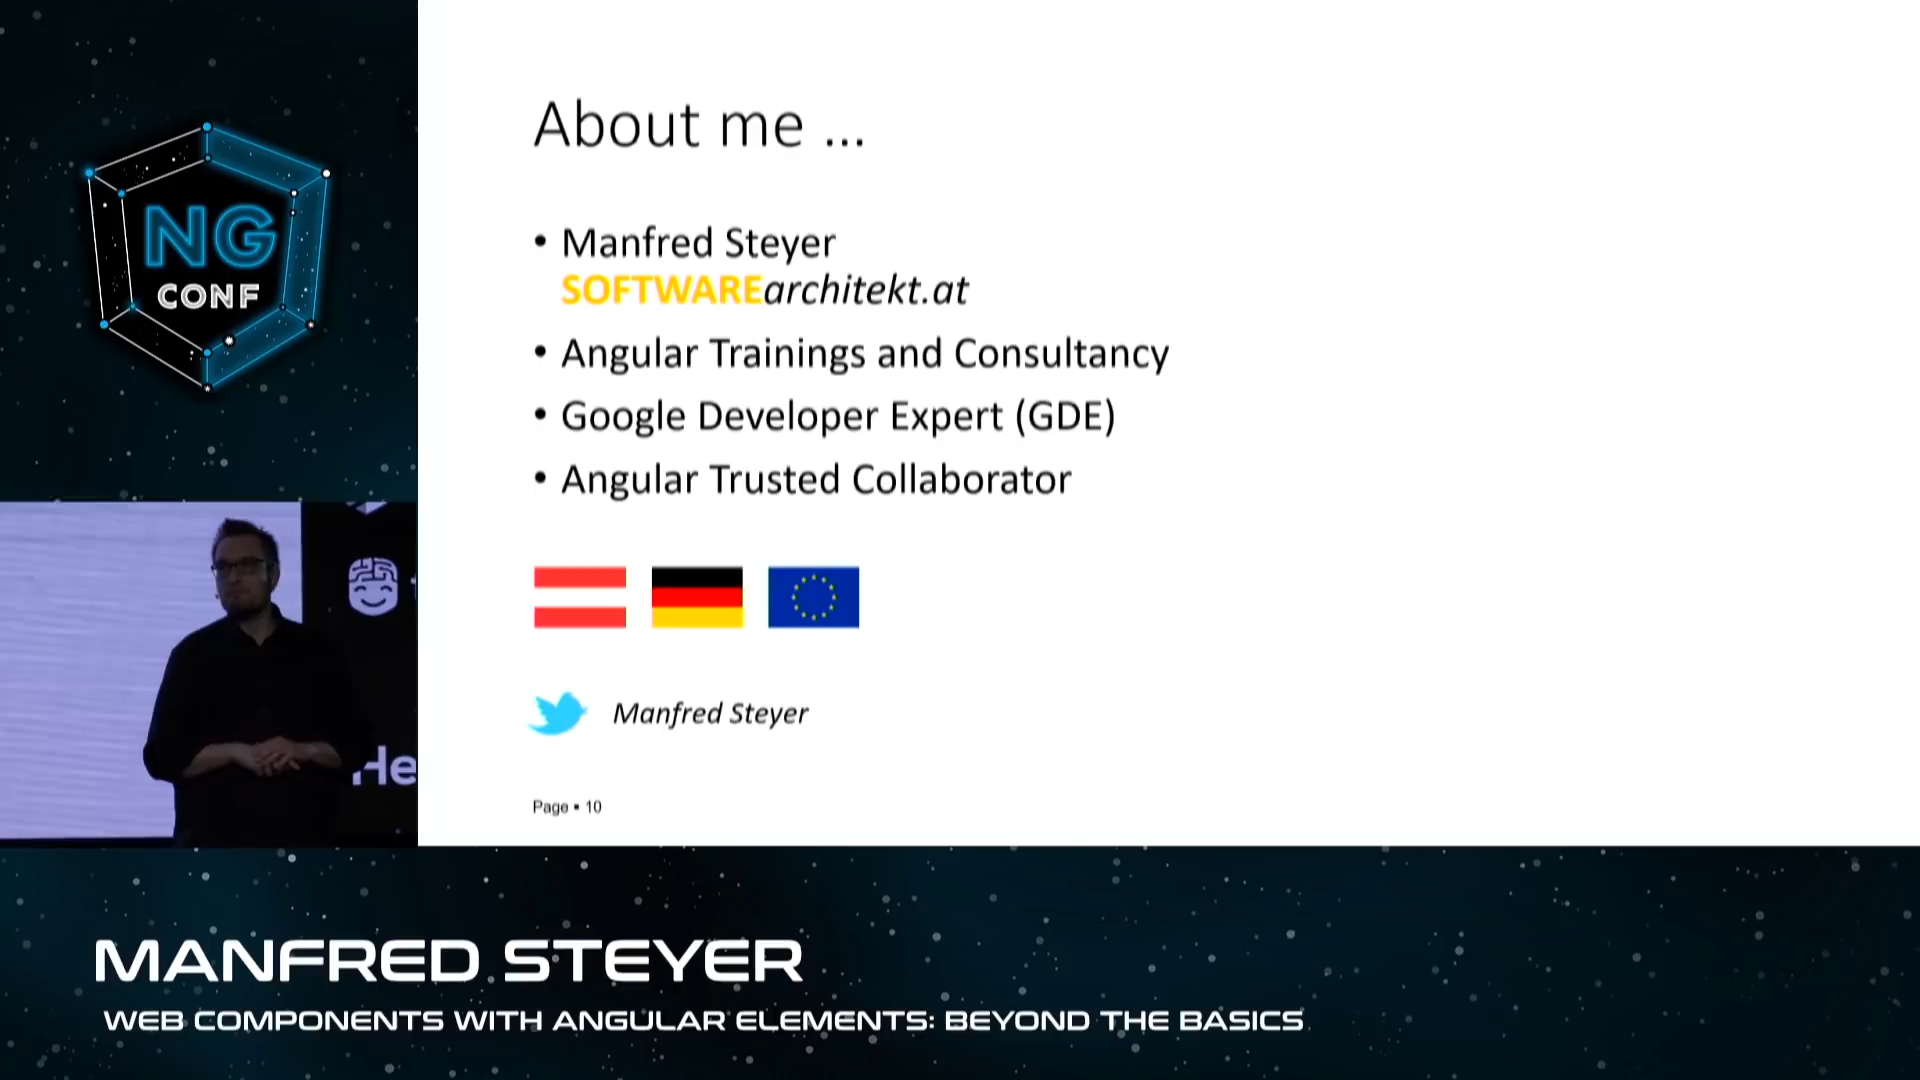 NG
CONF
About me ...
• Manfred Steyer
SOFTWAREarchitekt.at
• Angular Trainings and Consultancy
• Google Developer Expert (GDE)
• Angular Trusted Collaborator
Manfred Steyer
Page ▪ 10
He
MANFRED STEYER
WEB COMPONENTS WITH ANGULAR ELEMENTS: BEYOND THE BASICS